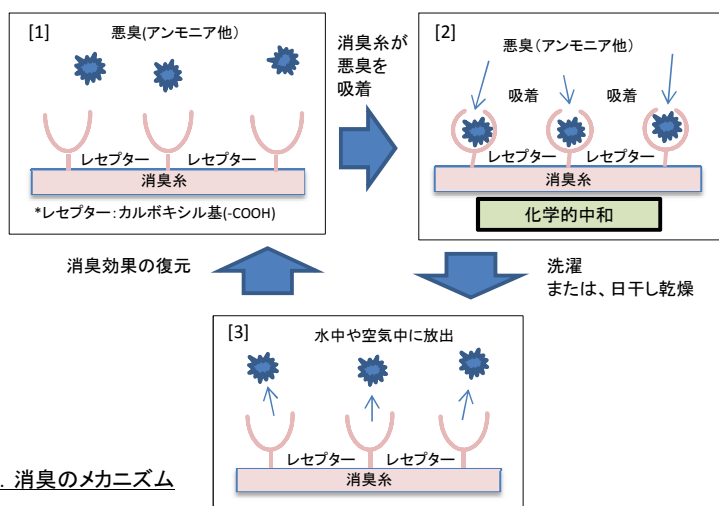 [1]
悪臭(アンモニア他)
レセプター レセプター
消臭糸
*レセプター：カルボキシル基(-COOH)
消臭糸が
悪臭を
吸着
[2]
悪臭（アンモニア他）
吸着 吸着
レセプター レセプター
消臭糸
化学的中和
消臭効果の復元
洗濯
または、日干し乾燥
[3]
水中や空気中に放出
レセプター レセプター
消臭糸
. 消臭のメカニズム